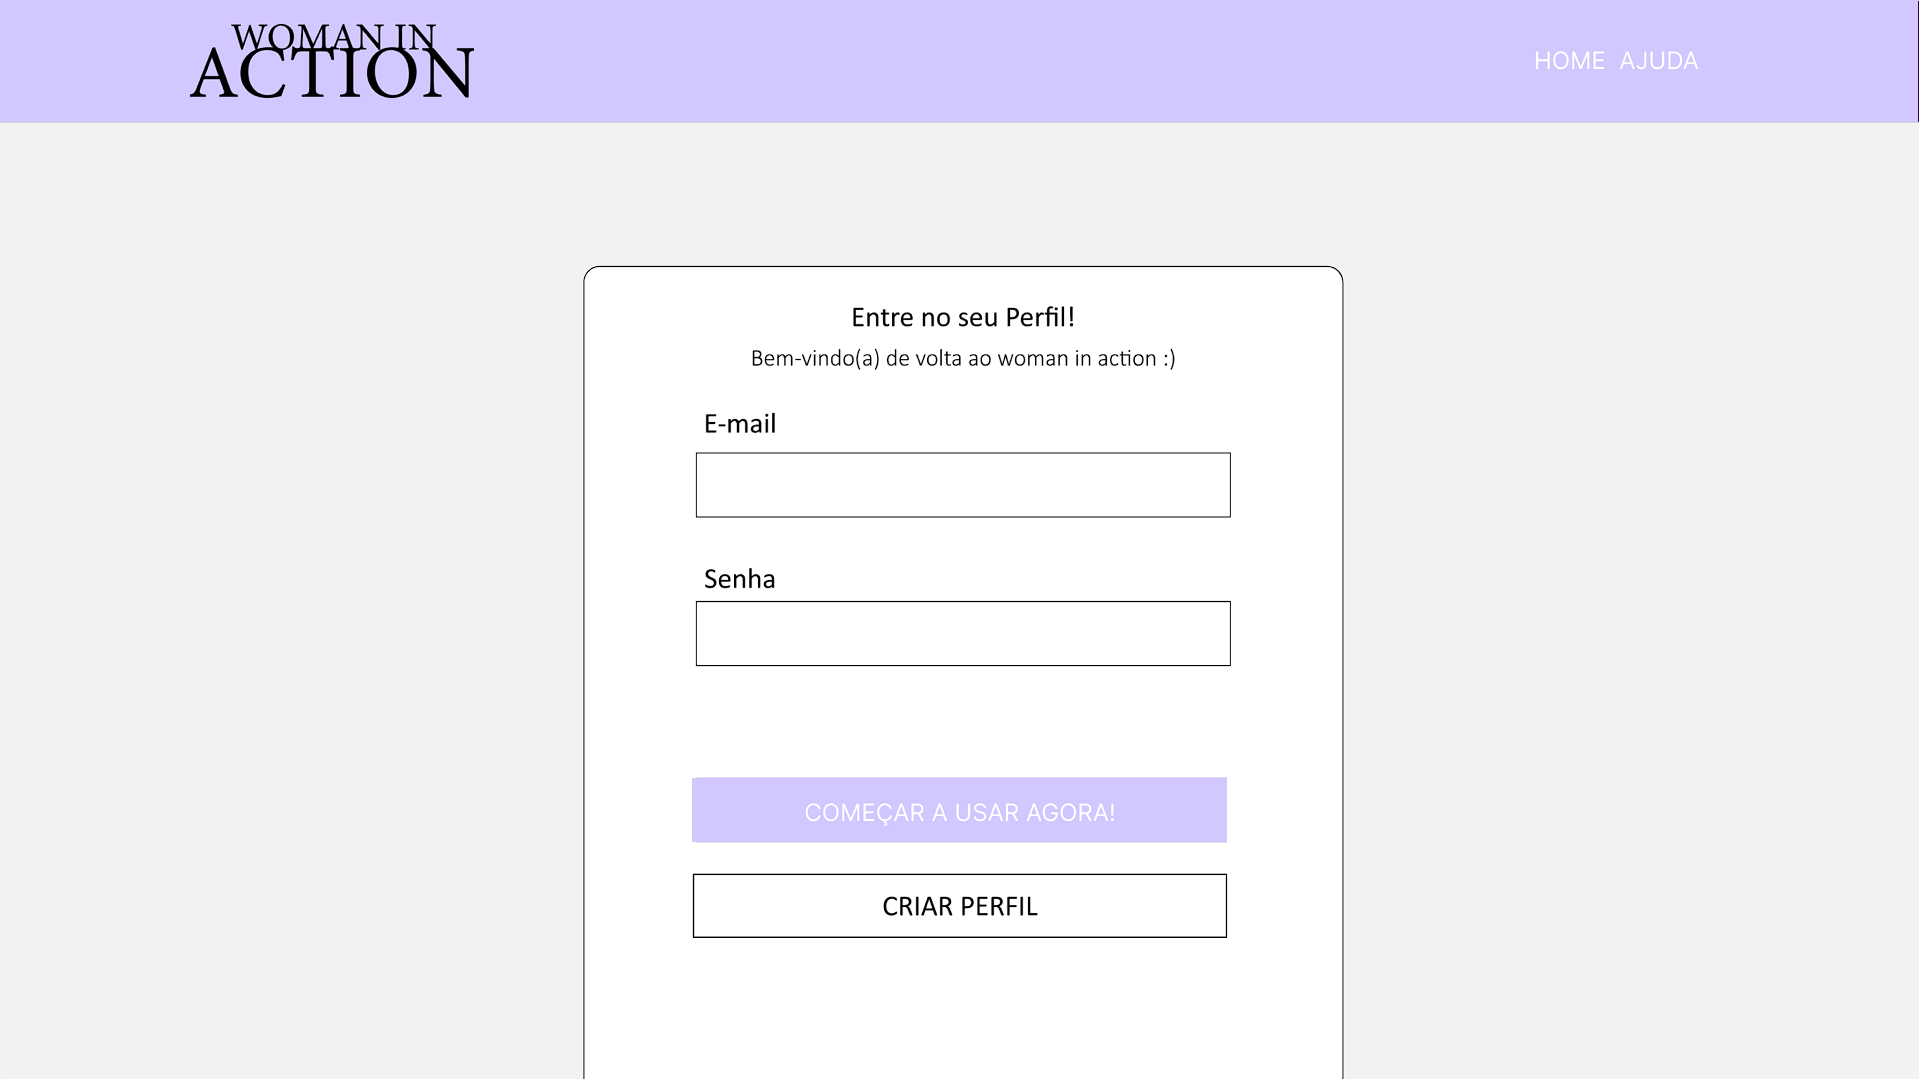 WOMAN IN
ACTION
HOME AJUDA
Entre no seu Perfil!
Bem-vindo(a) de volta ao woman in action :)
E-mail
Senha
COMEÇAR A USAR AGORA!
CRIAR PERFIL